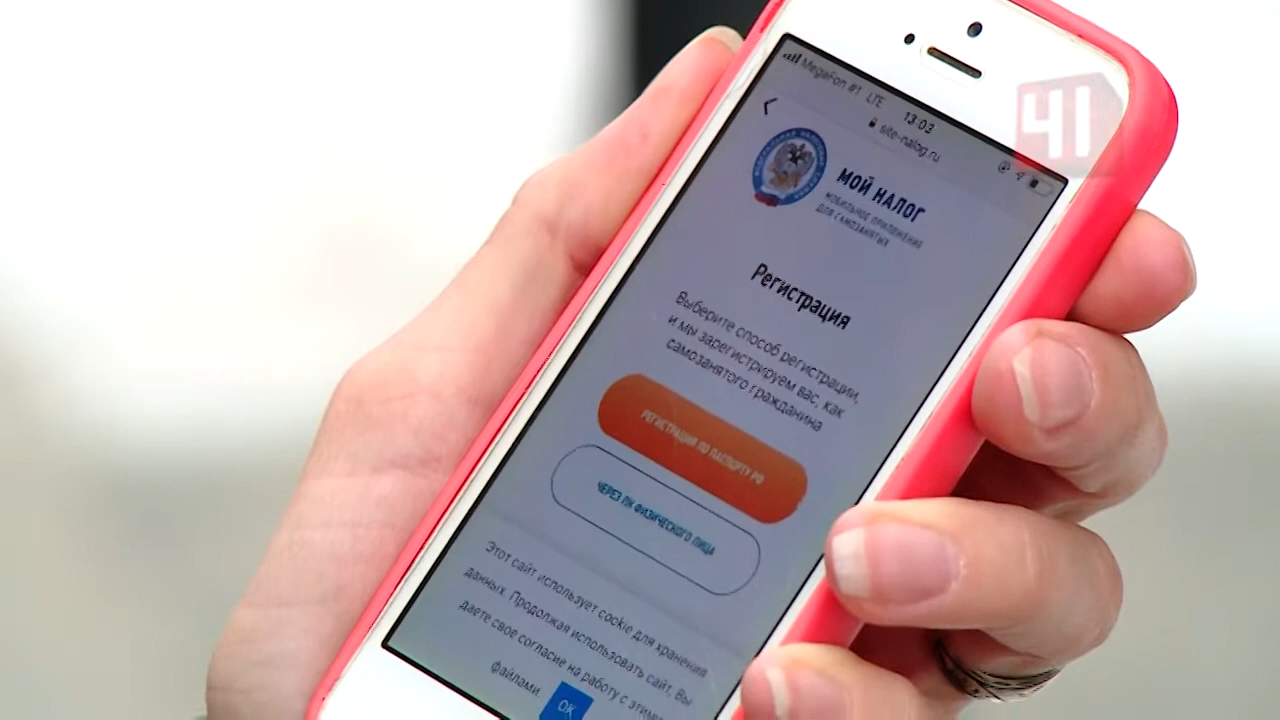 41
MegaFon #1 LTE
13:03
site-nalog.ru
МОЙ НАЛОГ
МОБИЛЬНОЕ ПРИЛОЖЕНИЕ
ДЛЯ САМОЗАНЯТЫХ
Регистрация
Выберите способ регистрации,
и мы зарегистрируем вас, как
самозанятого гражданина
РЕГИСТРАЦИЯ ПО ПАСПОРТУ РФ
ЧЕРЕЗ ЛК ФИЗИЧЕСКОГО ЛИЦА
Этот сайт использует cookie для хранения
данных. Продолжая использовать сайт, Вы
даете свое согласие на работу с этими
файлами.
OK